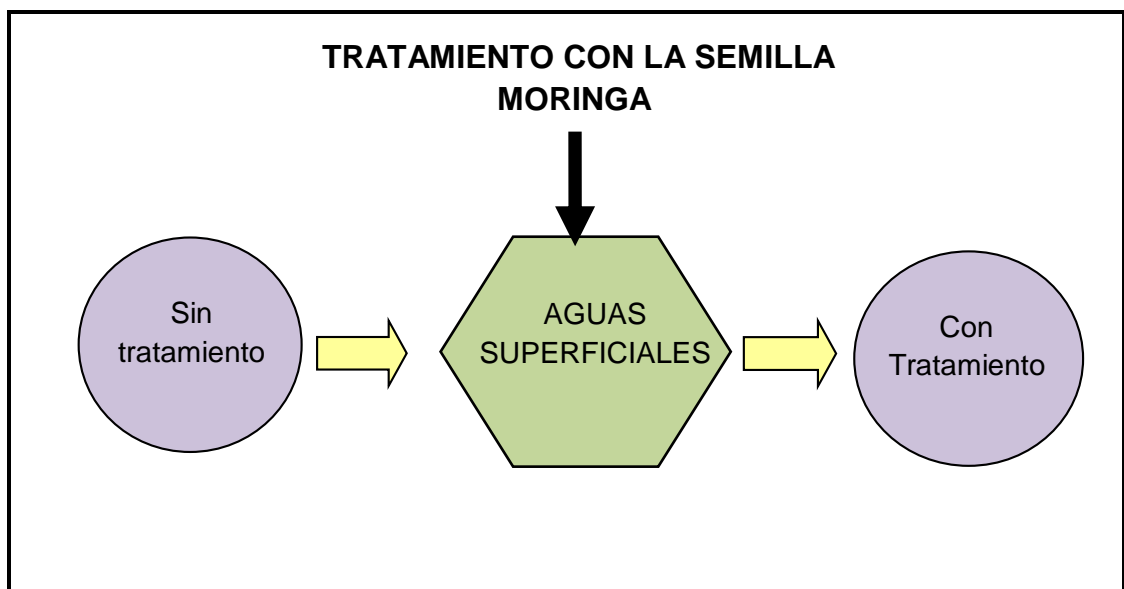 TRATAMIENTO CON LA SEMILLA
MORINGA
Sin
tratamiento
AGUAS
SUPERFICIALES
Con
Tratamiento